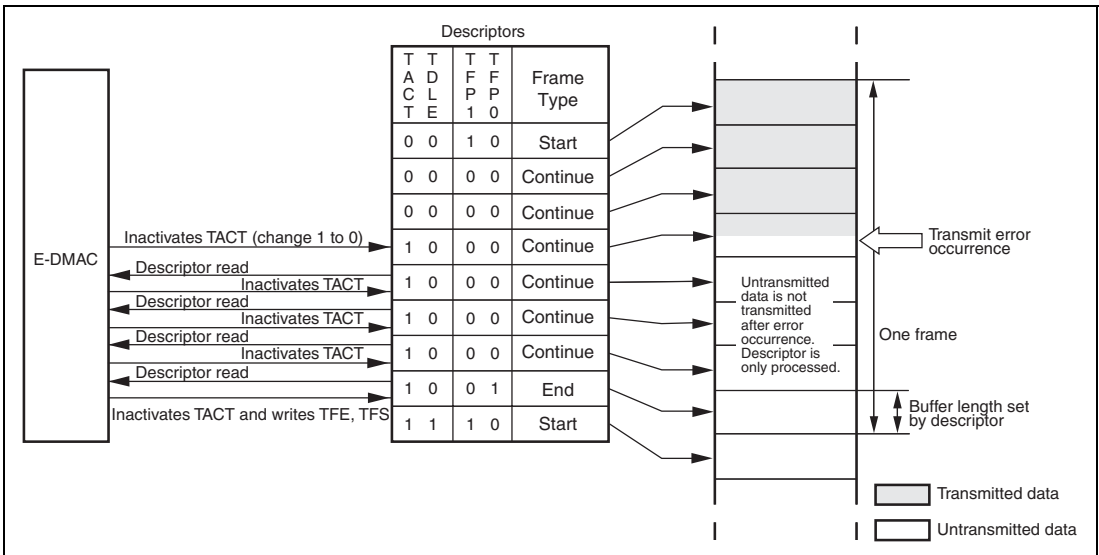 Descriptors
TACT TDLE TFP1 TFP0 Frame Type
0 0 1 0 Start
0 0 0 0 Continue
0 0 0 0 Continue
1 0 0 0 Continue
1 0 0 0 Continue
1 0 0 0 Continue
1 0 0 0 Continue
1 0 0 1 End
1 1 1 0 Start
E-DMAC
Inactivates TACT (change 1 to 0)
Descriptor read
Inactivates TACT
Descriptor read
Inactivates TACT
Descriptor read
Inactivates TACT
Descriptor read
Inactivates TACT and writes TFE, TFS
Untransmitted
data is not
transmitted
after error
occurrence.
Descriptor is
only processed.
Transmit error
occurrence
One frame
Buffer length set
by descriptor
Transmitted data
Untransmitted data